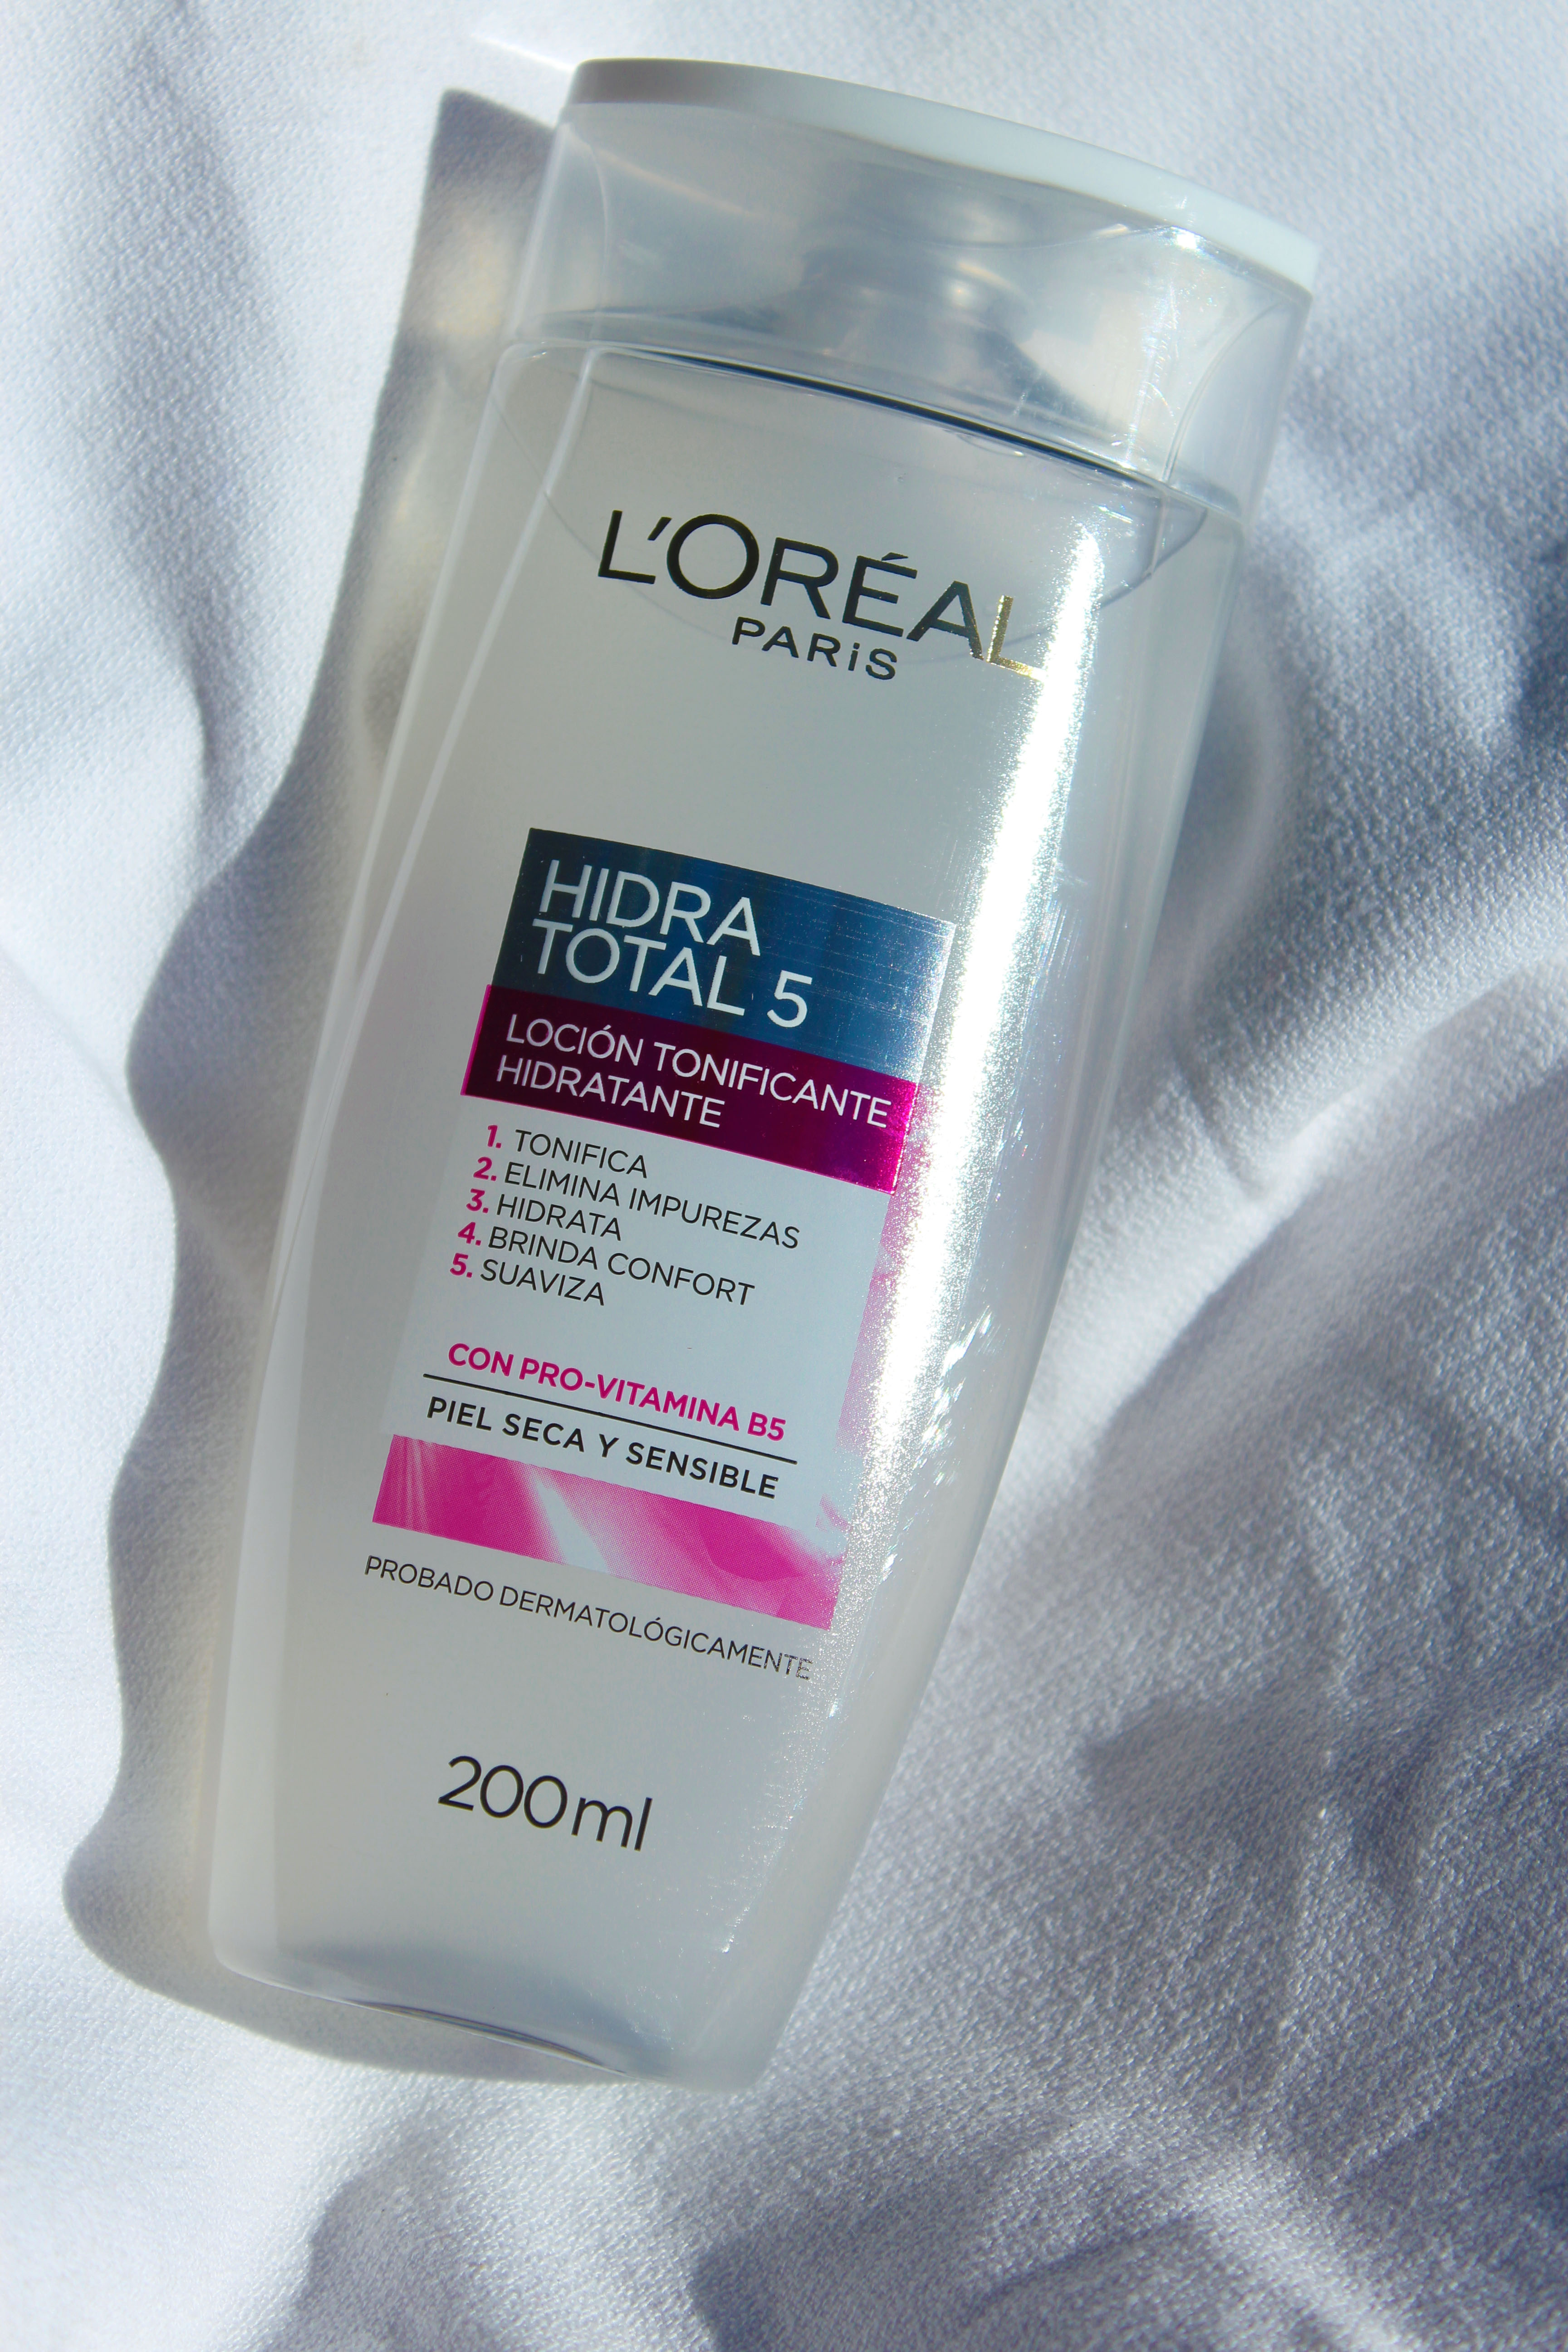 L'ORÉAL
PARiS
HIDRA
TOTAL 5
LOCIÓN TONIFICANTE
HIDRATANTE
1. TONIFICA
2. ELIMINA IMPUREZAS
3. HIDRATA
4. BRINDA CONFORT
5. SUAVIZA
CON PRO-VITAMINA B5
PIEL SECA Y SENSIBLE
PROBADO DERMATOLÓGICAMENTE
200ml